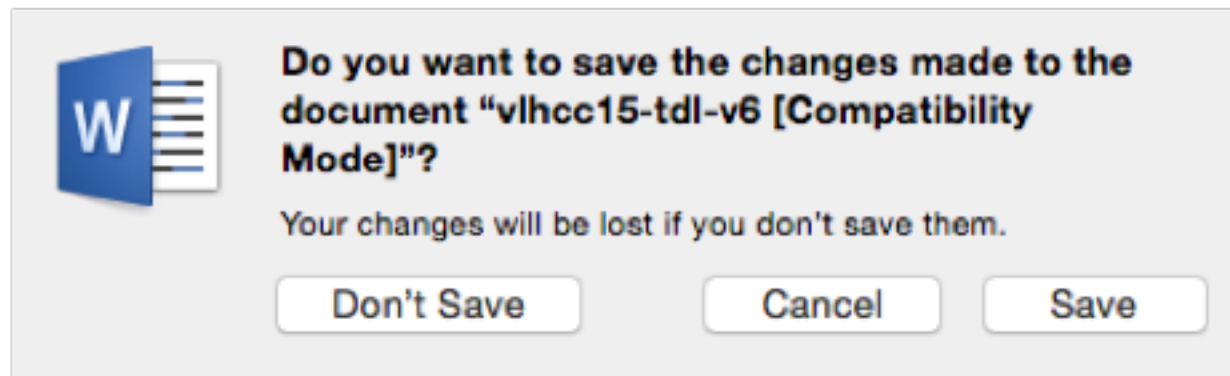 W
Do you want to save the changes made to the
document “vlhcc15-tdl-v6 [Compatibility
Mode]”?
Your changes will be lost if you don't save them.
Don’t Save Cancel Save